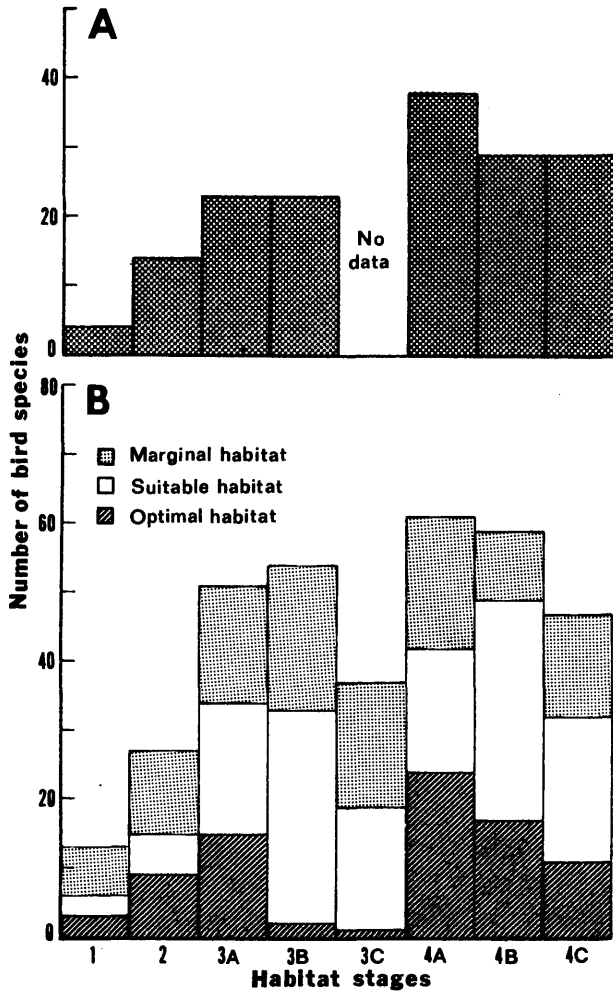 A
40
20
0
No
data
Number of bird species
B
80
60
40
20
0
Marginal habitat
Suitable habitat
Optimal habitat
1 2 3A 3B 3C 4A 4B 4C
Habitat stages